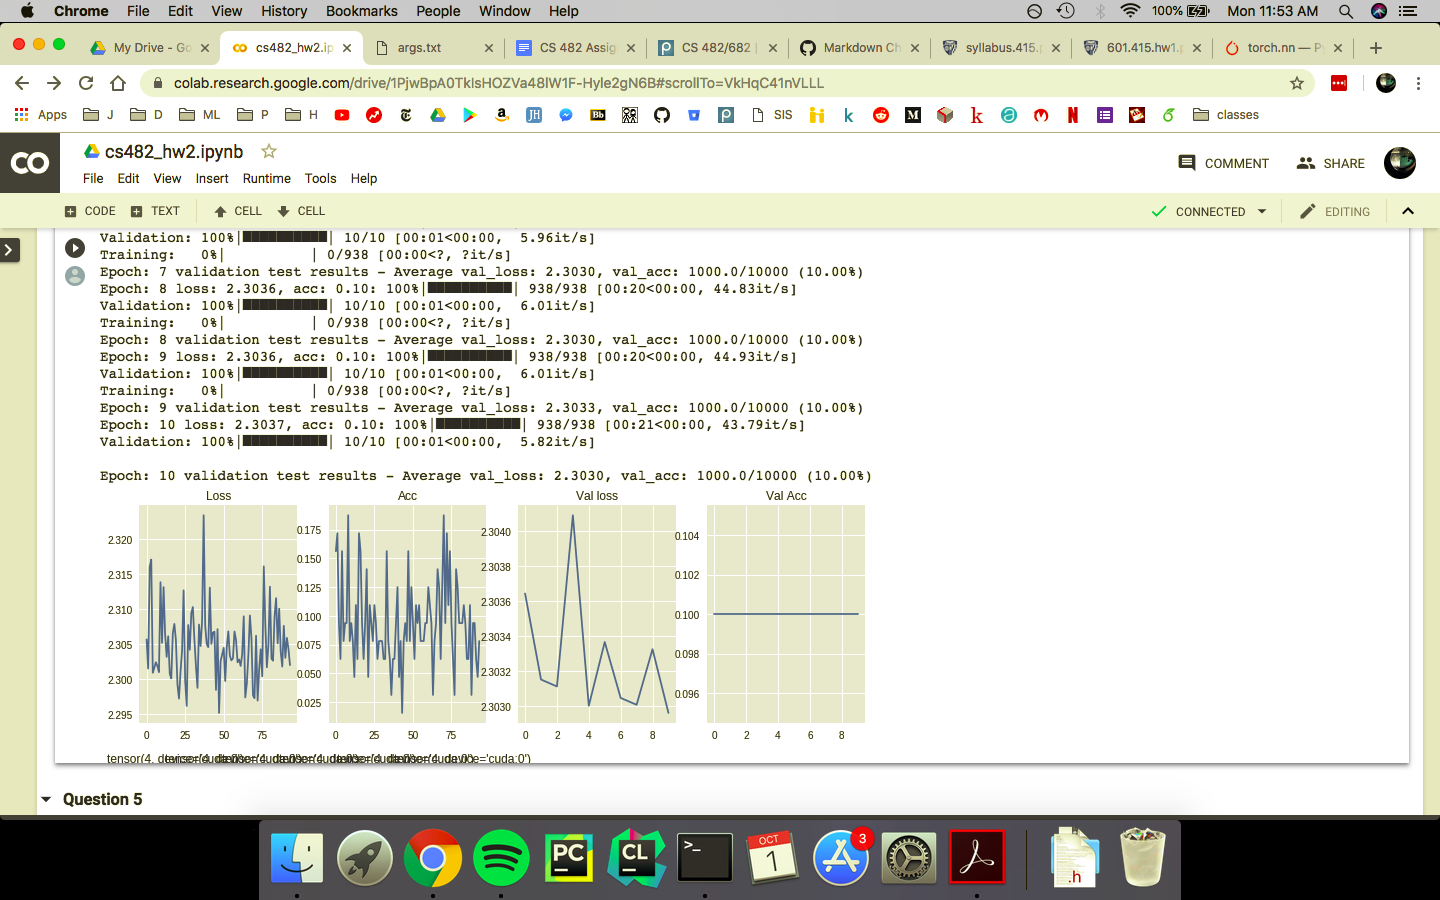 Chrome File Edit View History Bookmarks People Window Help 100% Mon 11:53 AM
My Drive - Go cs482_hw2.ip args.txt CS 482 Assig CS 482/682 Markdown Ch syllabus.415.p 601.415.hw1.p torch.nn — Py
colab.research.google.com/drive/1PjwBpA0TklsHOZVa48lW1F-Hyle2gN6B#scrollTo=VkHqC41nVLLL
Apps J D ML P H SIS classes
cs482_hw2.ipynb
COMMENT SHARE
File Edit View Insert Runtime Tools Help
CODE TEXT CELL CELL CONNECTED EDITING
Validation: 100%|██████████| 10/10 [00:01<00:00, 5.96it/s]
Training: 0%| | 0/938 [00:00<?, ?it/s]
Epoch: 7 validation test results - Average val_loss: 2.3030, val_acc: 1000.0/10000 (10.00%)
Epoch: 8 loss: 2.3036, acc: 0.10: 100%|██████████| 938/938 [00:20<00:00, 44.83it/s]
Validation: 100%|██████████| 10/10 [00:01<00:00, 6.01it/s]
Training: 0%| | 0/938 [00:00<?, ?it/s]
Epoch: 8 validation test results - Average val_loss: 2.3030, val_acc: 1000.0/10000 (10.00%)
Epoch: 9 loss: 2.3036, acc: 0.10: 100%|██████████| 938/938 [00:20<00:00, 44.93it/s]
Validation: 100%|██████████| 10/10 [00:01<00:00, 6.01it/s]
Training: 0%| | 0/938 [00:00<?, ?it/s]
Epoch: 9 validation test results - Average val_loss: 2.3033, val_acc: 1000.0/10000 (10.00%)
Epoch: 10 loss: 2.3037, acc: 0.10: 100%|██████████| 938/938 [00:21<00:00, 43.79it/s]
Validation: 100%|██████████| 10/10 [00:01<00:00, 5.82it/s]
Epoch: 10 validation test results - Average val_loss: 2.3030, val_acc: 1000.0/10000 (10.00%)
Loss Acc Val loss Val Acc
2.320
2.315
2.310
2.305
2.300
2.295
0 25 50 75
0.175
0.150
0.125
0.100
0.075
0.050
0.025
0 25 50 75
2.3040
2.3038
2.3036
2.3034
2.3032
2.3030
0 2 4 6 8
0.104
0.102
0.100
0.098
0.096
0 2 4 6 8
tensor(4, device='cuda:0')
Question 5
PC CL >_ OCT 1 3 .h